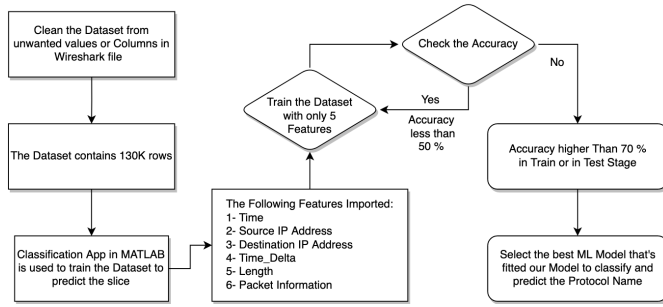 Clean the Dataset from
unwanted values or Columns in
Wireshark file
The Dataset contains 130K rows
Classification App in MATLAB
is used to train the Dataset to
predict the slice
The Following Features Imported:
1- Time
2- Source IP Address
3- Destination IP Address
4- Time_Delta
5- Length
6- Packet Information
Train the Dataset
with only 5
Features
Check the Accuracy
Yes
Accuracy
less than
50 %
No
Accuracy higher Than 70 %
in Train or in Test Stage
Select the best ML Model that's
fitted our Model to classify and
predict the Protocol Name